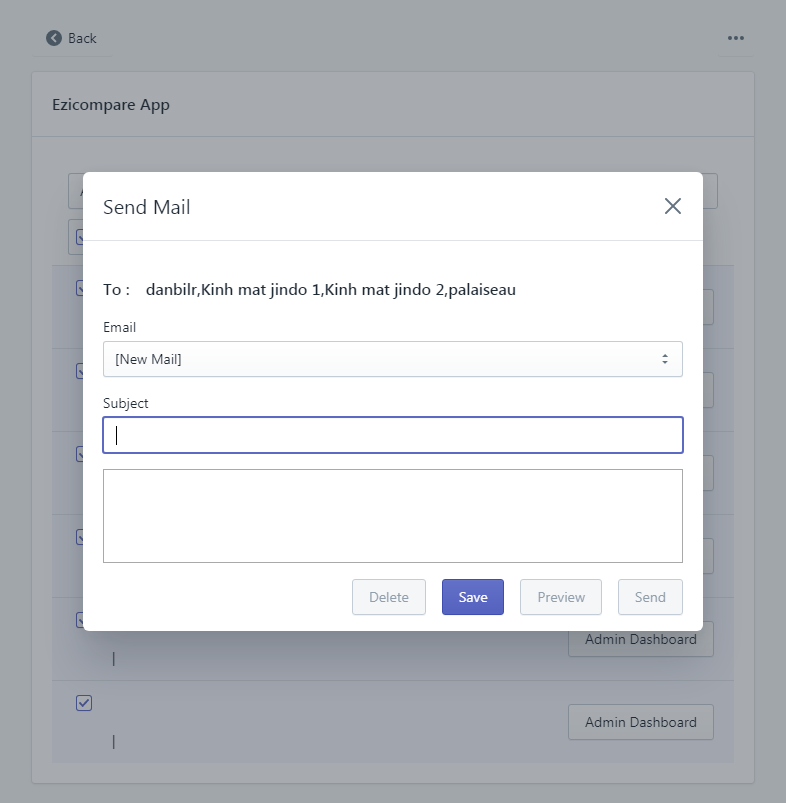 Back
Ezicompare App
Send Mail
To : danbilr,Kinh mat jindo 1,Kinh mat jindo 2,palaiseau
Email
[New Mail]
Subject
Delete Save Preview Send
Admin Dashboard
|
Admin Dashboard
|